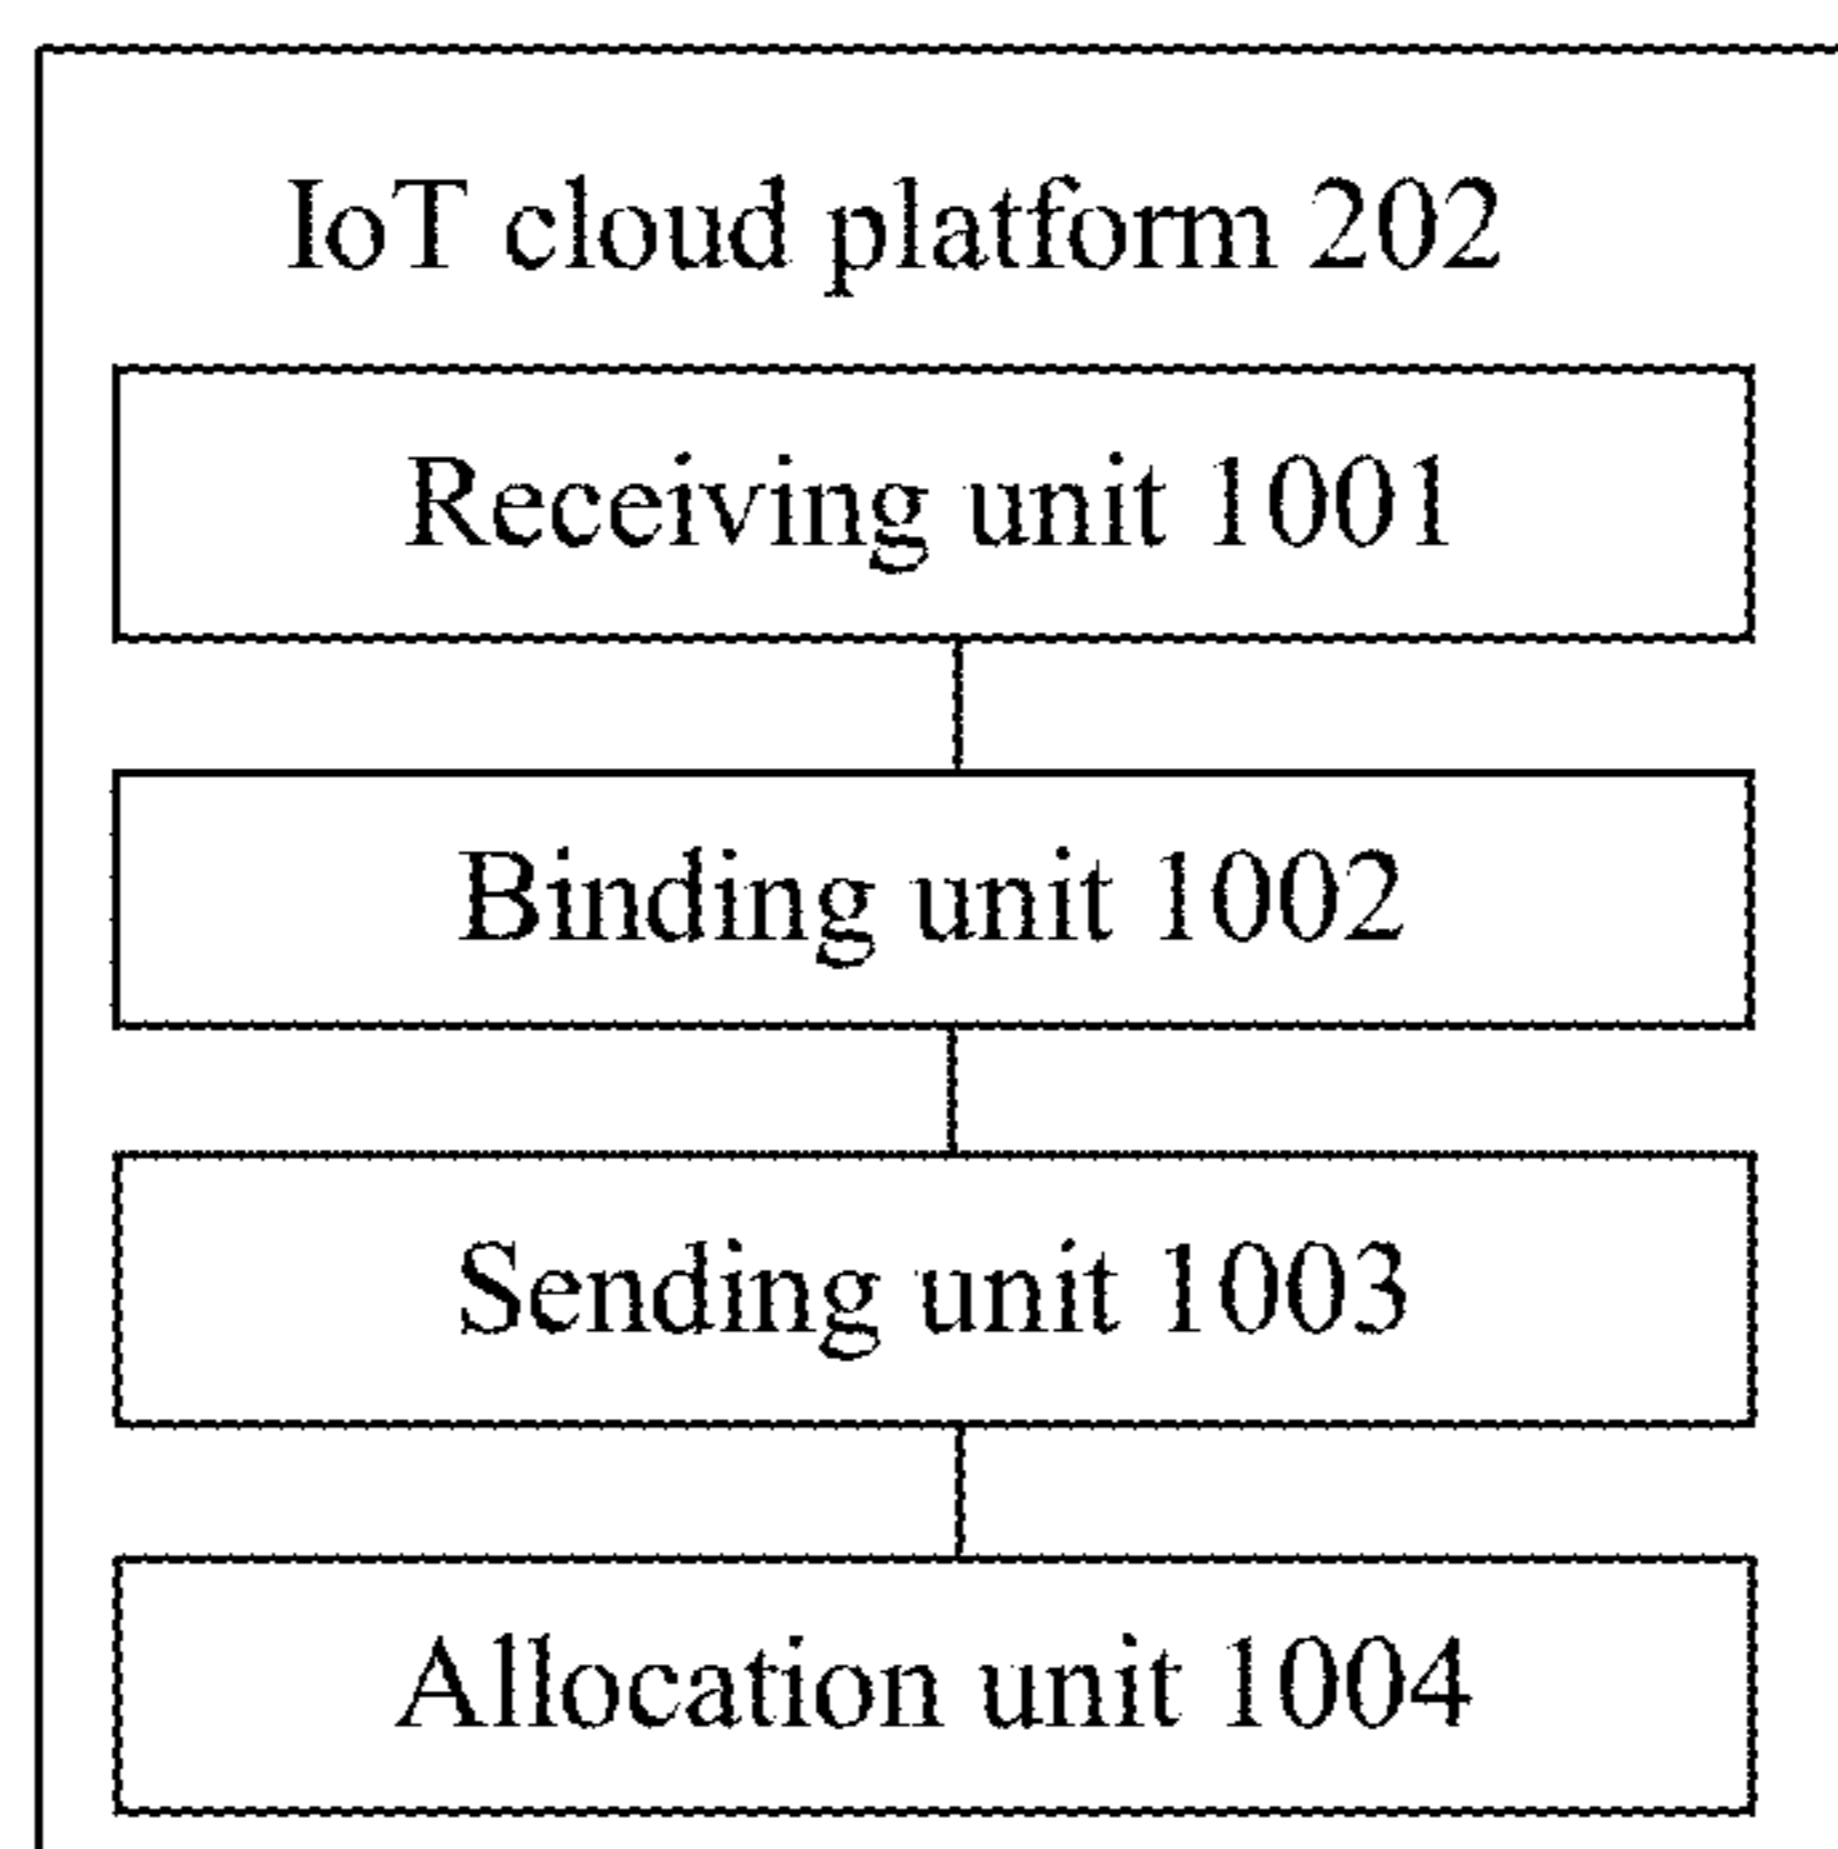 IoT cloud platform 202
Receiving unit 1001
Binding unit 1002
Sending unit 1003
Allocation unit 1004